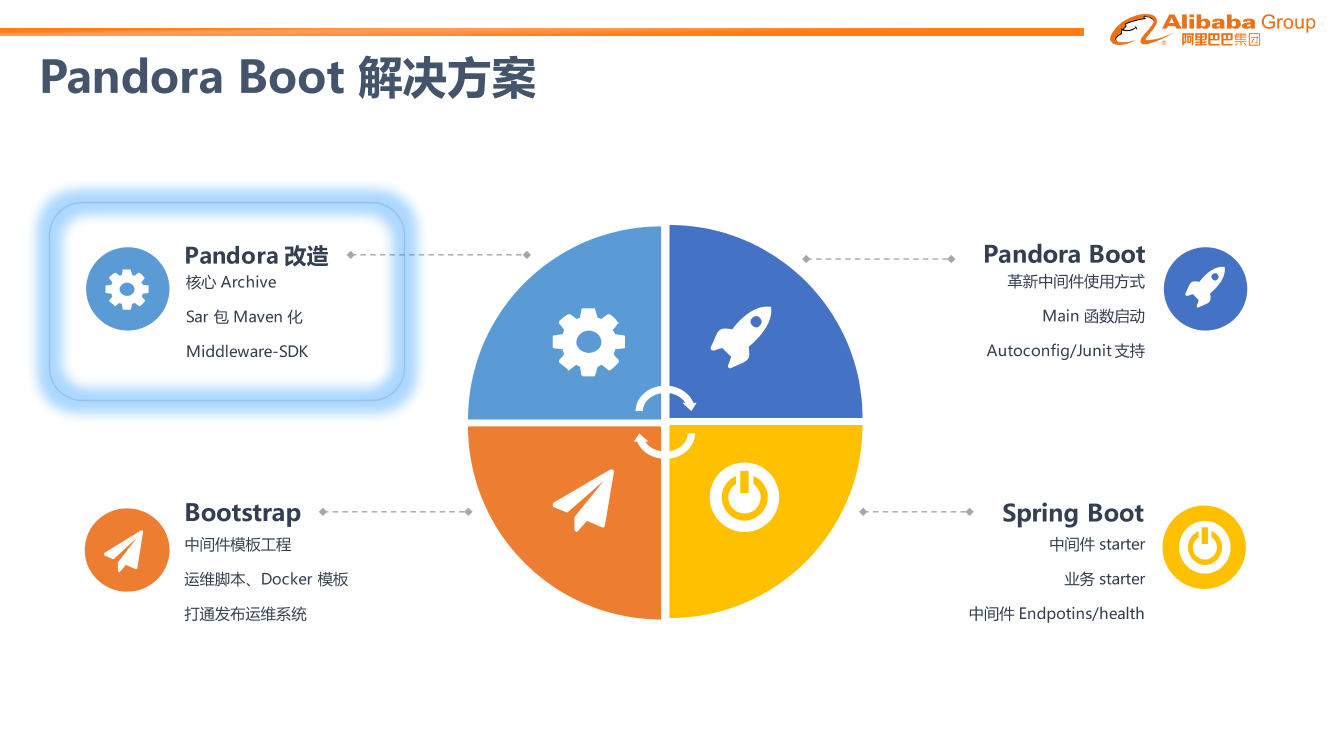 Alibaba Group
阿里巴巴集团
Pandora Boot 解决方案
Pandora 改造
核心 Archive
Sar 包 Maven 化
Middleware-SDK
Pandora Boot
革新中间件使用方式
Main 函数启动
Autoconfig/Junit 支持
Bootstrap
中间件模板工程
运维脚本、Docker 模板
打通发布运维系统
Spring Boot
中间件 starter
业务 starter
中间件 Endpotins/health